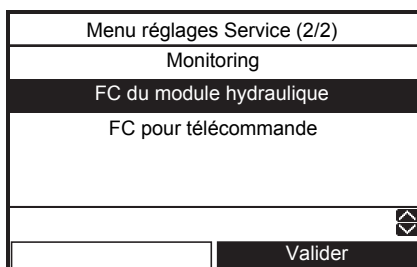 Menu réglages Service (2/2)
Monitoring
FC du module hydraulique
FC pour télécommande
Valider